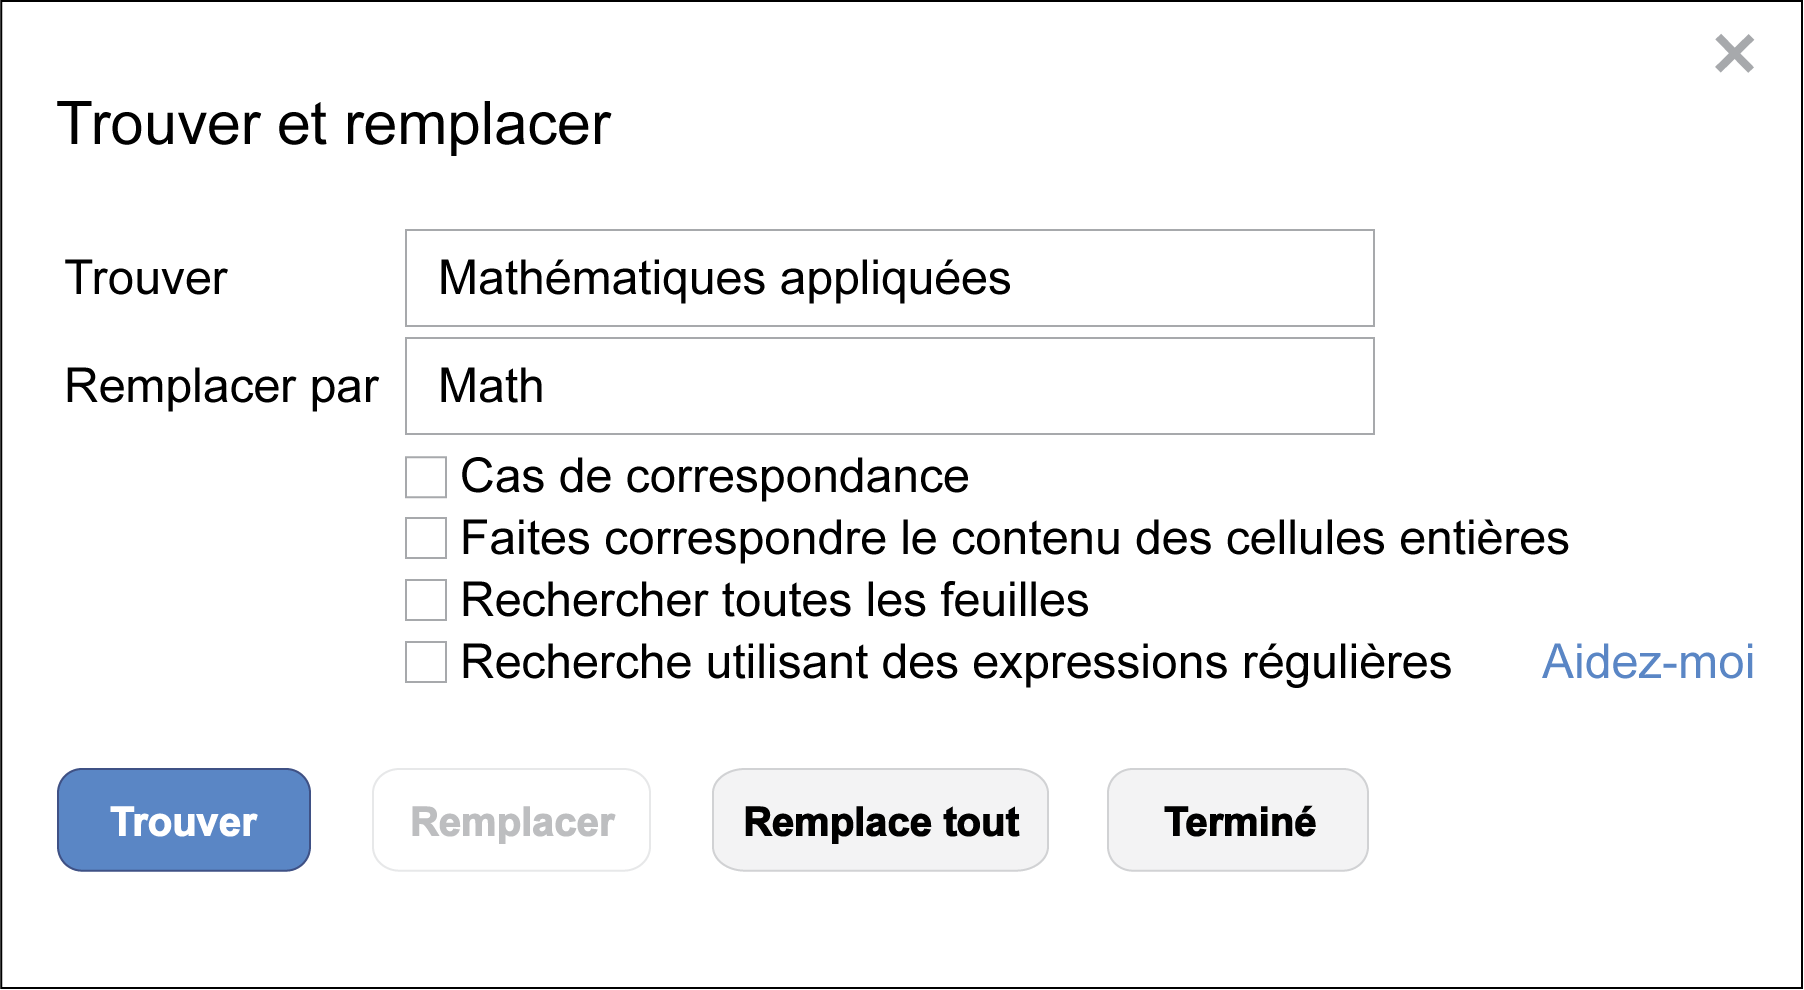 Trouver et remplacer
Trouver Mathématiques appliquées
Remplacer par Math
Cas de correspondance
Faites correspondre le contenu des cellules entières
Rechercher toutes les feuilles
Recherche utilisant des expressions régulières Aidez-moi
Trouver Remplacer Remplace tout Terminé